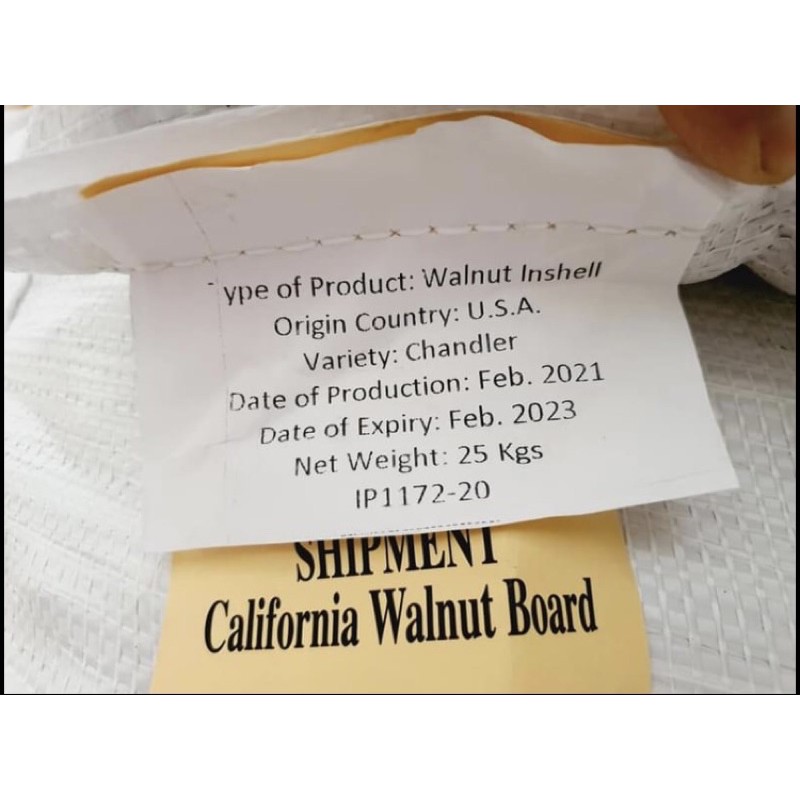 ype of Product: Walnut Inshell
Origin Country: U.S.A.
Variety: Chandler
Date of Production: Feb. 2021
Date of Expiry: Feb. 2023
Net Weight: 25 Kgs
IP1172-20
SHIPMENT
California Walnut Board